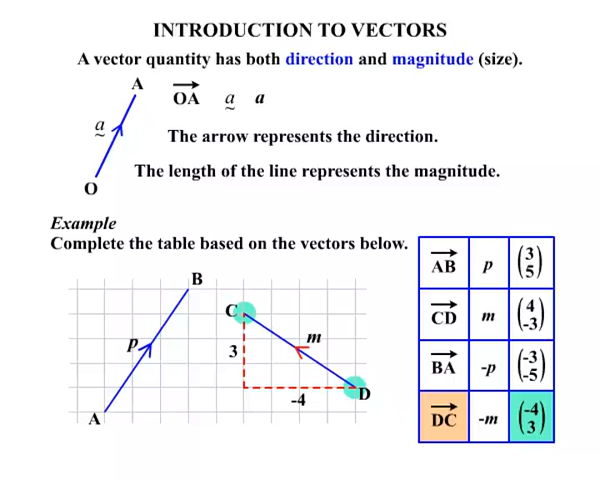 INTRODUCTION TO VECTORS
A vector quantity has both direction and magnitude (size).
A
OA a a
a
The arrow represents the direction.
The length of the line represents the magnitude.
O
Example
Complete the table based on the vectors below.
B
C
p
m
3
A
-4
D
AB p (3 5)
CD m (4 -3)
BA -p (-3 -5)
DC -m (-4 3)